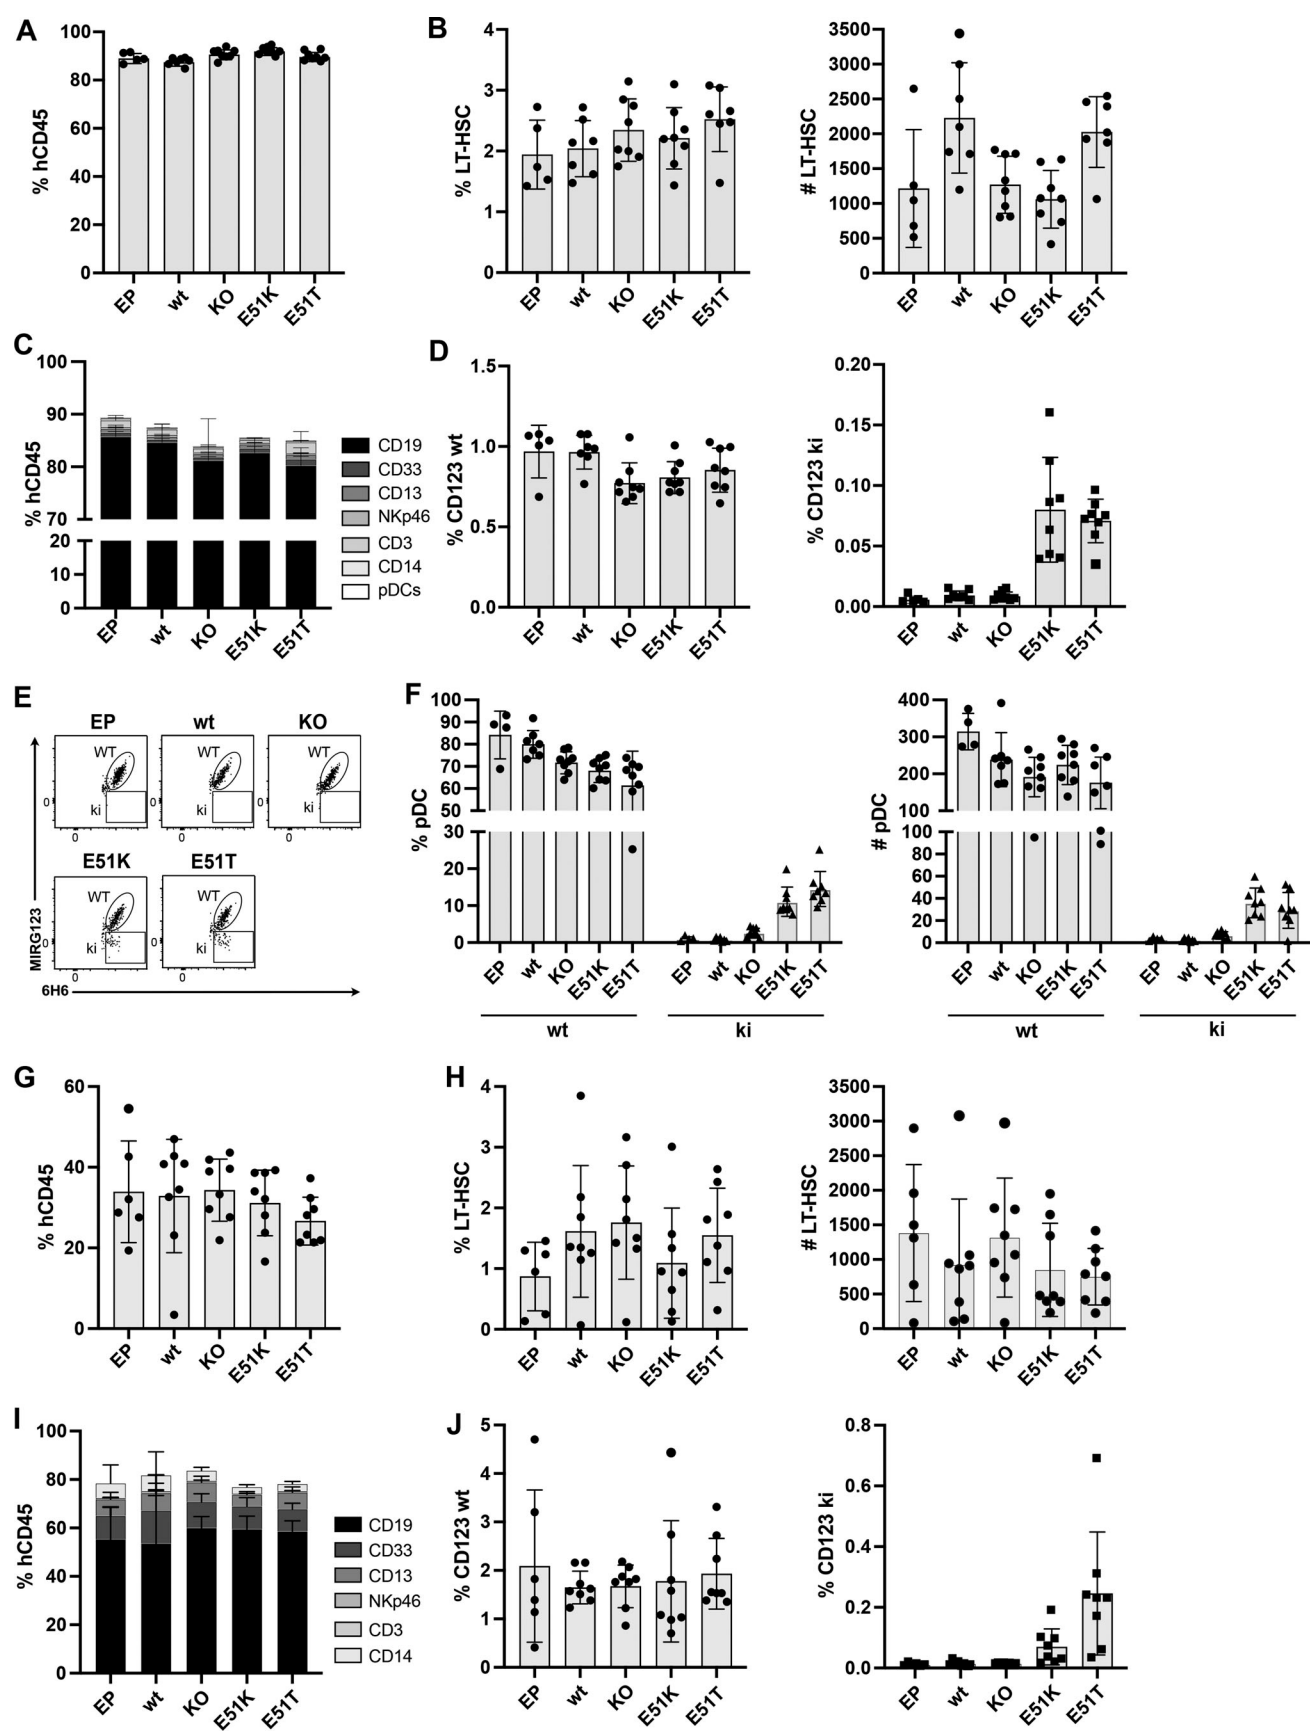 A
% hCD45
100
80
60
40
20
0
EP
wt
KO
E51K
E51T
B
% LT-HSC
4
3
2
1
0
EP
wt
KO
E51K
E51T
# LT-HSC
3500
3000
2500
2000
1500
1000
500
0
EP
wt
KO
E51K
E51T
C
% hCD45
100
90
80
70
20
10
0
EP
wt
KO
E51K
E51T
CD19
CD33
CD13
NKp46
CD3
CD14
pDCs
D
% CD123 wt
1.5
1.0
0.5
0.0
EP
wt
KO
E51K
E51T
% CD123 ki
0.20
0.15
0.10
0.05
0.00
EP
wt
KO
E51K
E51T
E
EP
wt
KO
WT
WT
WT
ki
ki
ki
0
0
0
0
0
0
E51K
E51T
WT
WT
ki
ki
0
0
0
0
MIRG123
6H6
F
% pDC
100
90
80
70
60
50
30
20
10
0
EP
wt
KO
E51K
E51T
EP
wt
KO
E51K
E51T
wt
ki
# pDC
400
300
200
100
100
80
60
40
20
0
EP
wt
KO
E51K
E51T
EP
wt
KO
E51K
E51T
wt
ki
G
% hCD45
60
40
20
0
EP
wt
KO
E51K
E51T
H
% LT-HSC
4
3
2
1
0
EP
wt
KO
E51K
E51T
# LT-HSC
3500
3000
2500
2000
1500
1000
500
0
EP
wt
KO
E51K
E51T
I
% hCD45
100
80
60
40
20
0
EP
wt
KO
E51K
E51T
CD19
CD33
CD13
NKp46
CD3
CD14
J
% CD123 wt
5
4
3
2
1
0
EP
wt
KO
E51K
E51T
% CD123 ki
0.8
0.6
0.4
0.2
0.0
EP
wt
KO
E51K
E51T